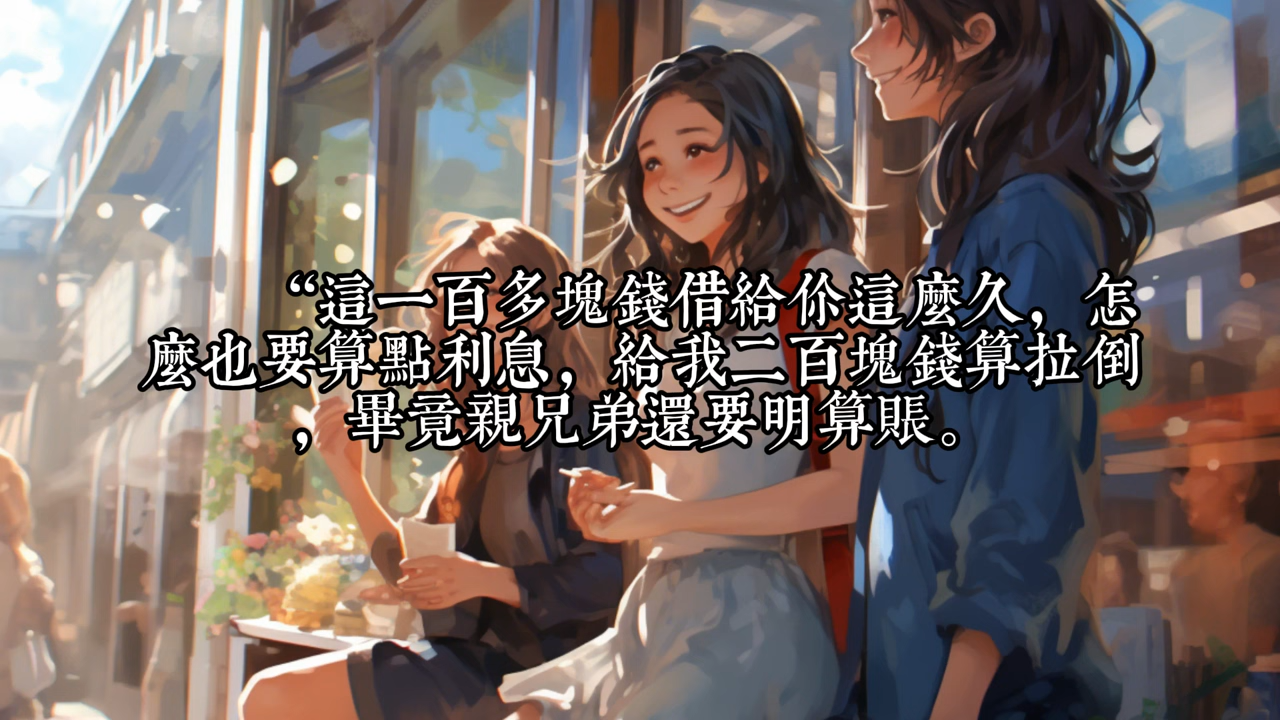 “這一百多塊錢借給你這麼久，怎
麼也要算點利息，給我二百塊錢算拉倒
，畢竟親兄弟還要明算賬。